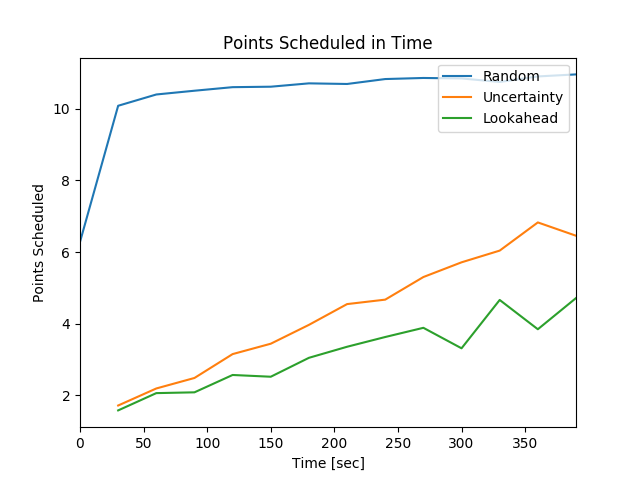 Points Scheduled in Time
Random
Uncertainty
Lookahead
Points Scheduled
10
8
6
4
2
0 50 100 150 200 250 300 350
Time [sec]